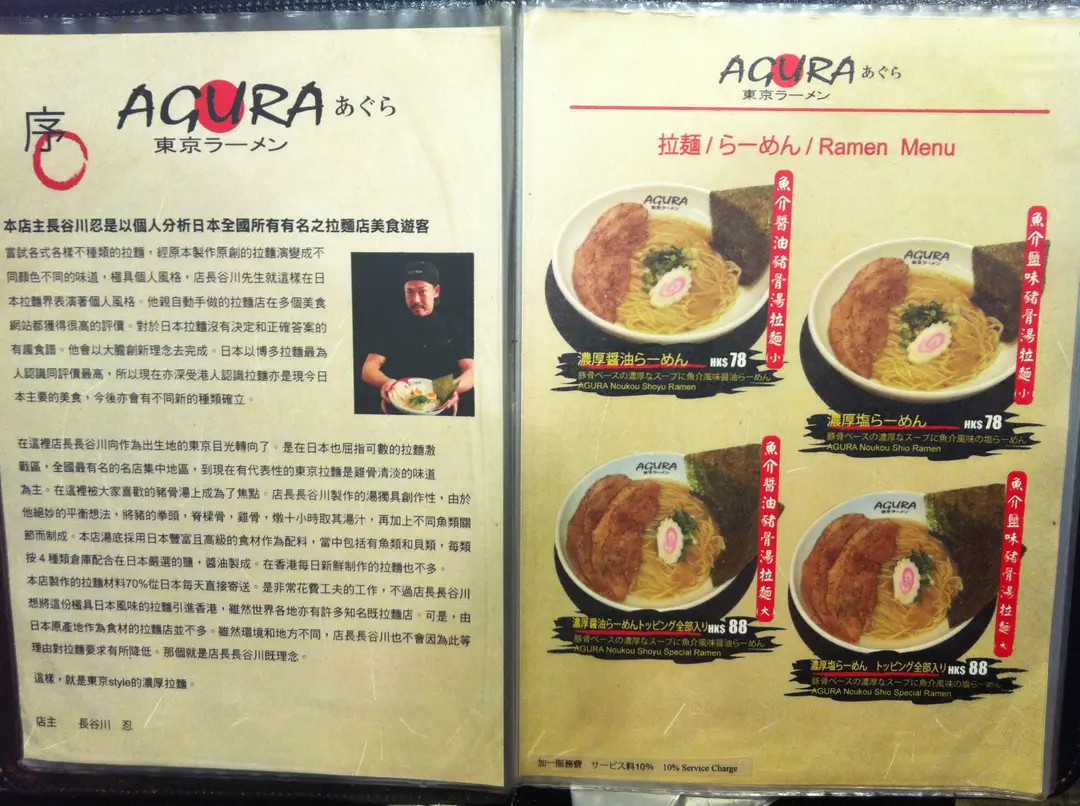 序
AGURA あぐら
東京ラーメン
本店主長谷川忍是以個人分析日本全國所有有名之拉麵店美食遊客
嘗試各式各樣不種類的拉麵，經原本製作原創的拉麵演變成不
同顏色不同的味道，極具個人風格，店長長谷川先生就這樣在日
本拉麵界表演著個人風格。他親自動手做的拉麵店在多個美食
網站都獲得很高的評價。對於日本拉麵沒有決定和正確答案的
有趣食譜。他會以大膽創新理念去完成。日本以博多拉麵最為
人認識同評價最高，所以現在亦深受港人認識拉麵亦是現今日
本主要的美食，今後亦會有不同新的種類確立。
在這裡店長長谷川向作為出生地的東京目光轉向了。是在日本也屈指可數的拉麵激
戰區，全國最有名的名店集中地區，到現在有代表性的東京拉麵是雞骨清淡的味道
為主。在這裡被大家喜歡的豬骨湯上成為了焦點。店長長谷川製作的湯獨具創作性，由於
他絕妙的平衡想法，將豬的拳頭，脊樑骨，雞骨，燉十小時取其湯汁，再加上不同魚類關
節而制成。本店湯底採用日本豐富且高級的食材作為配料，當中包括有魚類和貝類，每類
按４種類倉庫配合在日本嚴選的鹽，醬油製成。在香港每日新鮮制作的拉麵也不多。
本店製作的拉麵材料70%從日本每天直接寄送。是非常花費工夫的工作，不過店長長谷川
想將這份極具日本風味的拉麵引進香港，雖然世界各地亦有許多知名既拉麵店。可是，由
日本原產地作為食材的拉麵店並不多。雖然環境和地方不同，店長長谷川也不會因為此等
理由對拉麵要求有所降低。那個就是店長長谷川既理念。
這樣，就是東京style的濃厚拉麵。
店主 長谷川 忍
AGURA あぐら
東京ラーメン
拉麵 / らーめん / Ramen Menu
AGURA
東京ラーメン
魚介醬油豬骨湯拉麵 小
濃厚醤油らーめん HK$ 78
豚骨ベースの濃厚なスープに魚介風味醤油らーめん
AGURA Noukou Shoyu Ramen
AGURA
東京ラーメン
魚介鹽味豬骨湯拉麵 小
濃厚塩らーめん HK$ 78
豚骨ベースの濃厚なスープに魚介風味の塩らーめん
AGURA Noukou Shio Ramen
AGURA
東京ラーメン
魚介醬油豬骨湯拉麵 大
濃厚醤油らーめんトッピング全部入り HK$ 88
豚骨ベースの濃厚なスープに魚介風味醤油らーめん
AGURA Noukou Shoyu Special Ramen
AGURA
東京ラーメン
魚介鹽味豬骨湯拉麵 大
濃厚塩らーめん トッピング全部入り HK$ 88
豚骨ベースの濃厚なスープに魚介風味の塩らーめん
AGURA Noukou Shio Special Ramen
加一服務費 サービス料10% 10% Service Charge